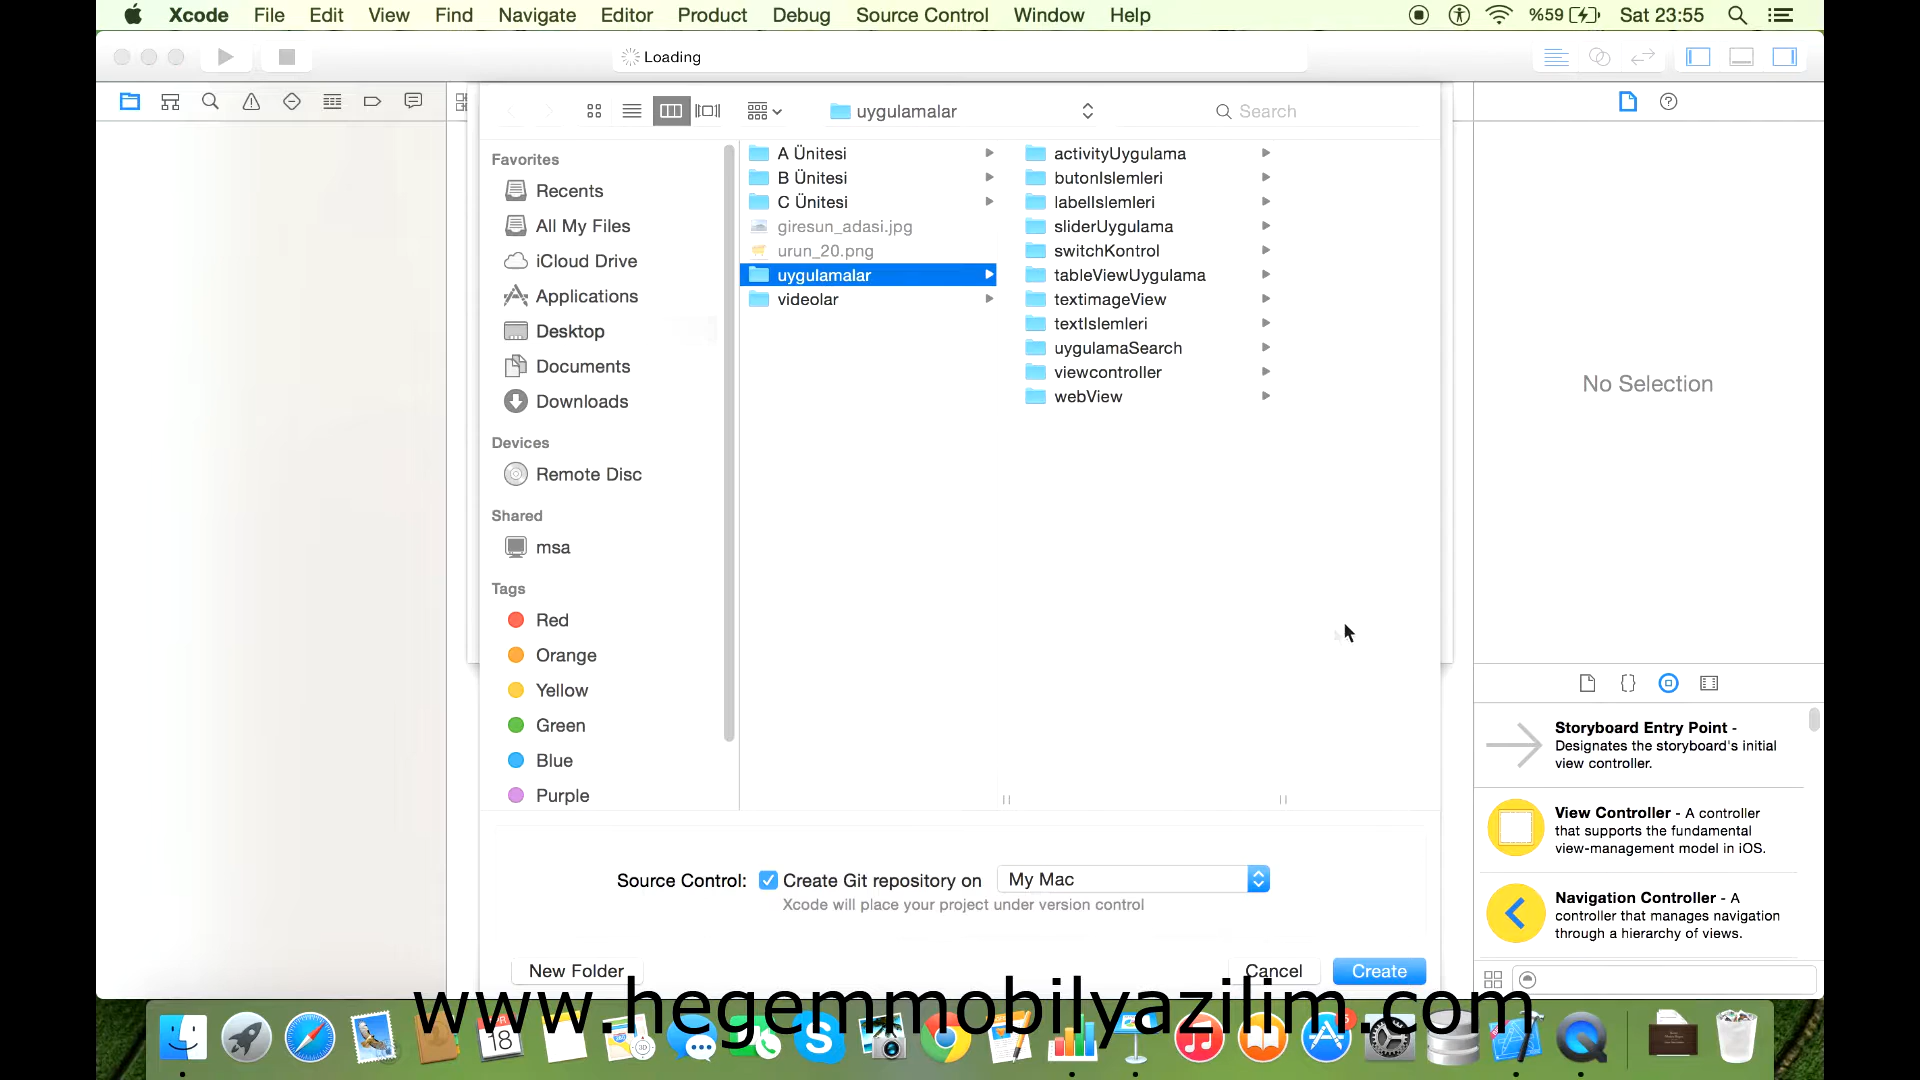 Xcode File Edit View Find Navigate Editor Product Debug Source Control Window Help %59 Sat 23:55
Loading
uygulamalar
Search
Favorites
Recents
All My Files
iCloud Drive
Applications
Desktop
Documents
Downloads
Devices
Remote Disc
Shared
msa
Tags
Red
Orange
Yellow
Green
Blue
Purple
A Ünitesi
B Ünitesi
C Ünitesi
giresun_adasi.jpg
urun_20.png
uygulamalar
videolar
activityUygulama
butonIslemleri
labelIslemleri
sliderUygulama
switchKontrol
tableViewUygulama
textimageView
textIslemleri
uygulamaSearch
viewcontroller
webView
No Selection
Storyboard Entry Point -
Designates the storyboard's initial
view controller.
View Controller - A controller
that supports the fundamental
view-management model in iOS.
Navigation Controller - A
controller that manages navigation
through a hierarchy of views.
Source Control: Create Git repository on My Mac
Xcode will place your project under version control
New Folder Cancel Create
www.hegemmobilyazilim.com
18